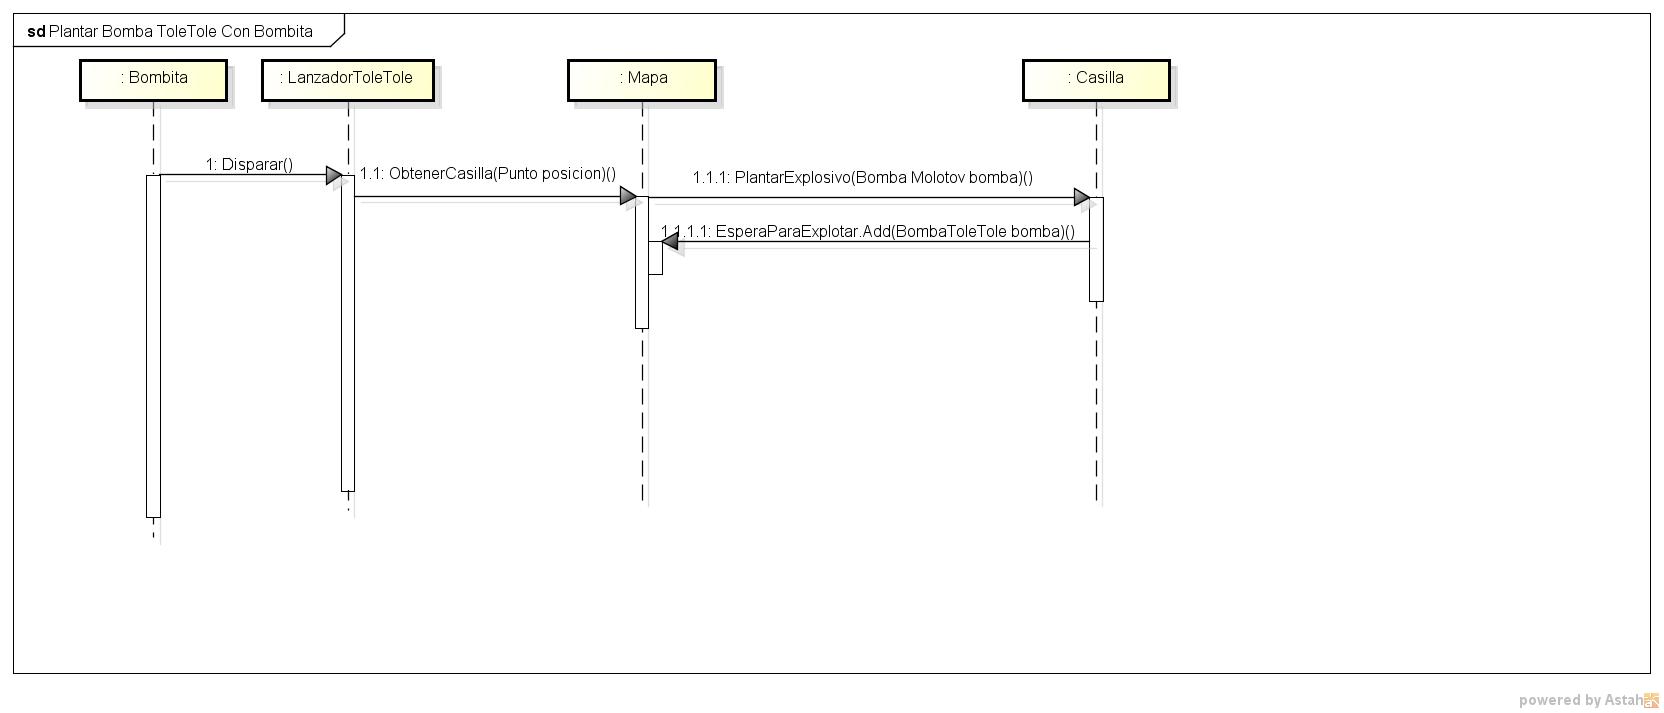 sd Plantar Bomba ToleTole Con Bombita
: Bombita
: LanzadorToleTole
: Mapa
: Casilla
1: Disparar()
1.1: ObtenerCasilla(Punto posicion)()
1.1.1: PlantarExplosivo(Bomba Molotov bomba)()
1.1.1.1: EsperaParaExplotar.Add(BombaToleTole bomba)()
powered by Astah